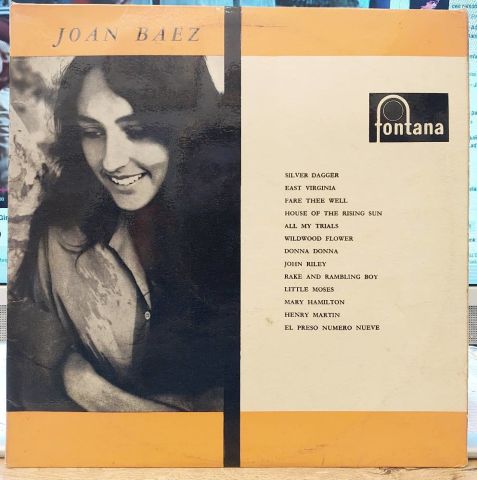 JOAN BAEZ
fontana
SILVER DAGGER
EAST VIRGINIA
FARE THEE WELL
HOUSE OF THE RISING SUN
ALL MY TRIALS
WILDWOOD FLOWER
DONNA DONNA
JOHN RILEY
RAKE AND RAMBLING BOY
LITTLE MOSES
MARY HAMILTON
HENRY MARTIN
EL PRESO NUMERO NUEVE